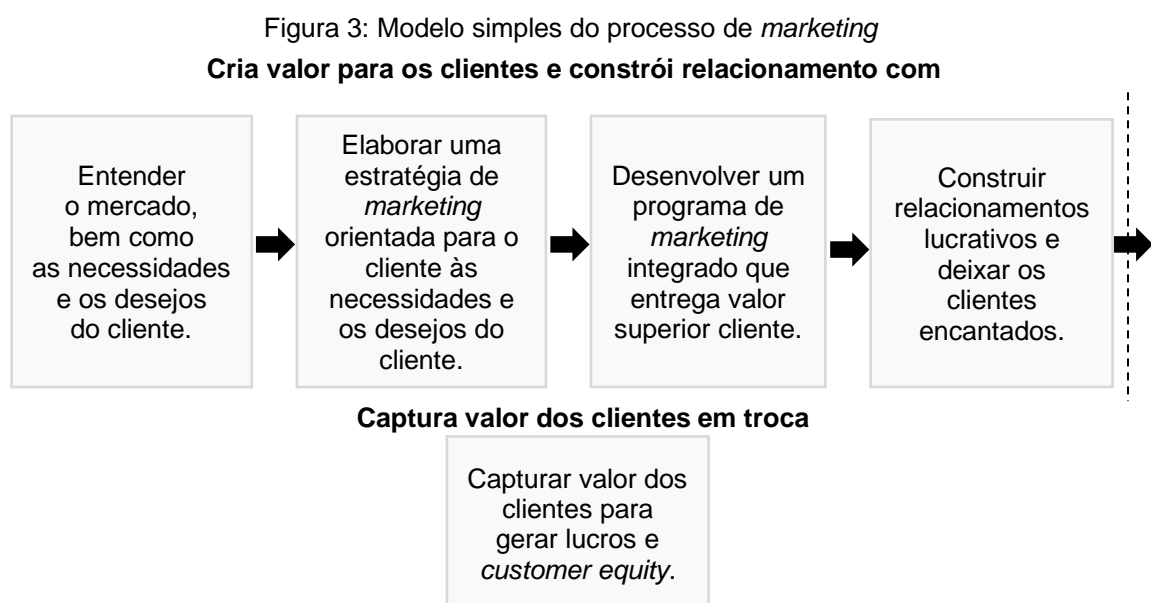 Figura 3: Modelo simples do processo de marketing
Cria valor para os clientes e constrói relacionamento com
Entender
o mercado,
bem como
as necessidades
e os desejos
do cliente.
Elaborar uma
estratégia de
marketing
orientada para o
cliente às
necessidades e
os desejos do
cliente.
Desenvolver um
programa de
marketing
integrado que
entrega valor
superior cliente.
Construir
relacionamentos
lucrativos e
deixar os
clientes
encantados.
Captura valor dos clientes em troca
Capturar valor dos
clientes para
gerar lucros e
customer equity.